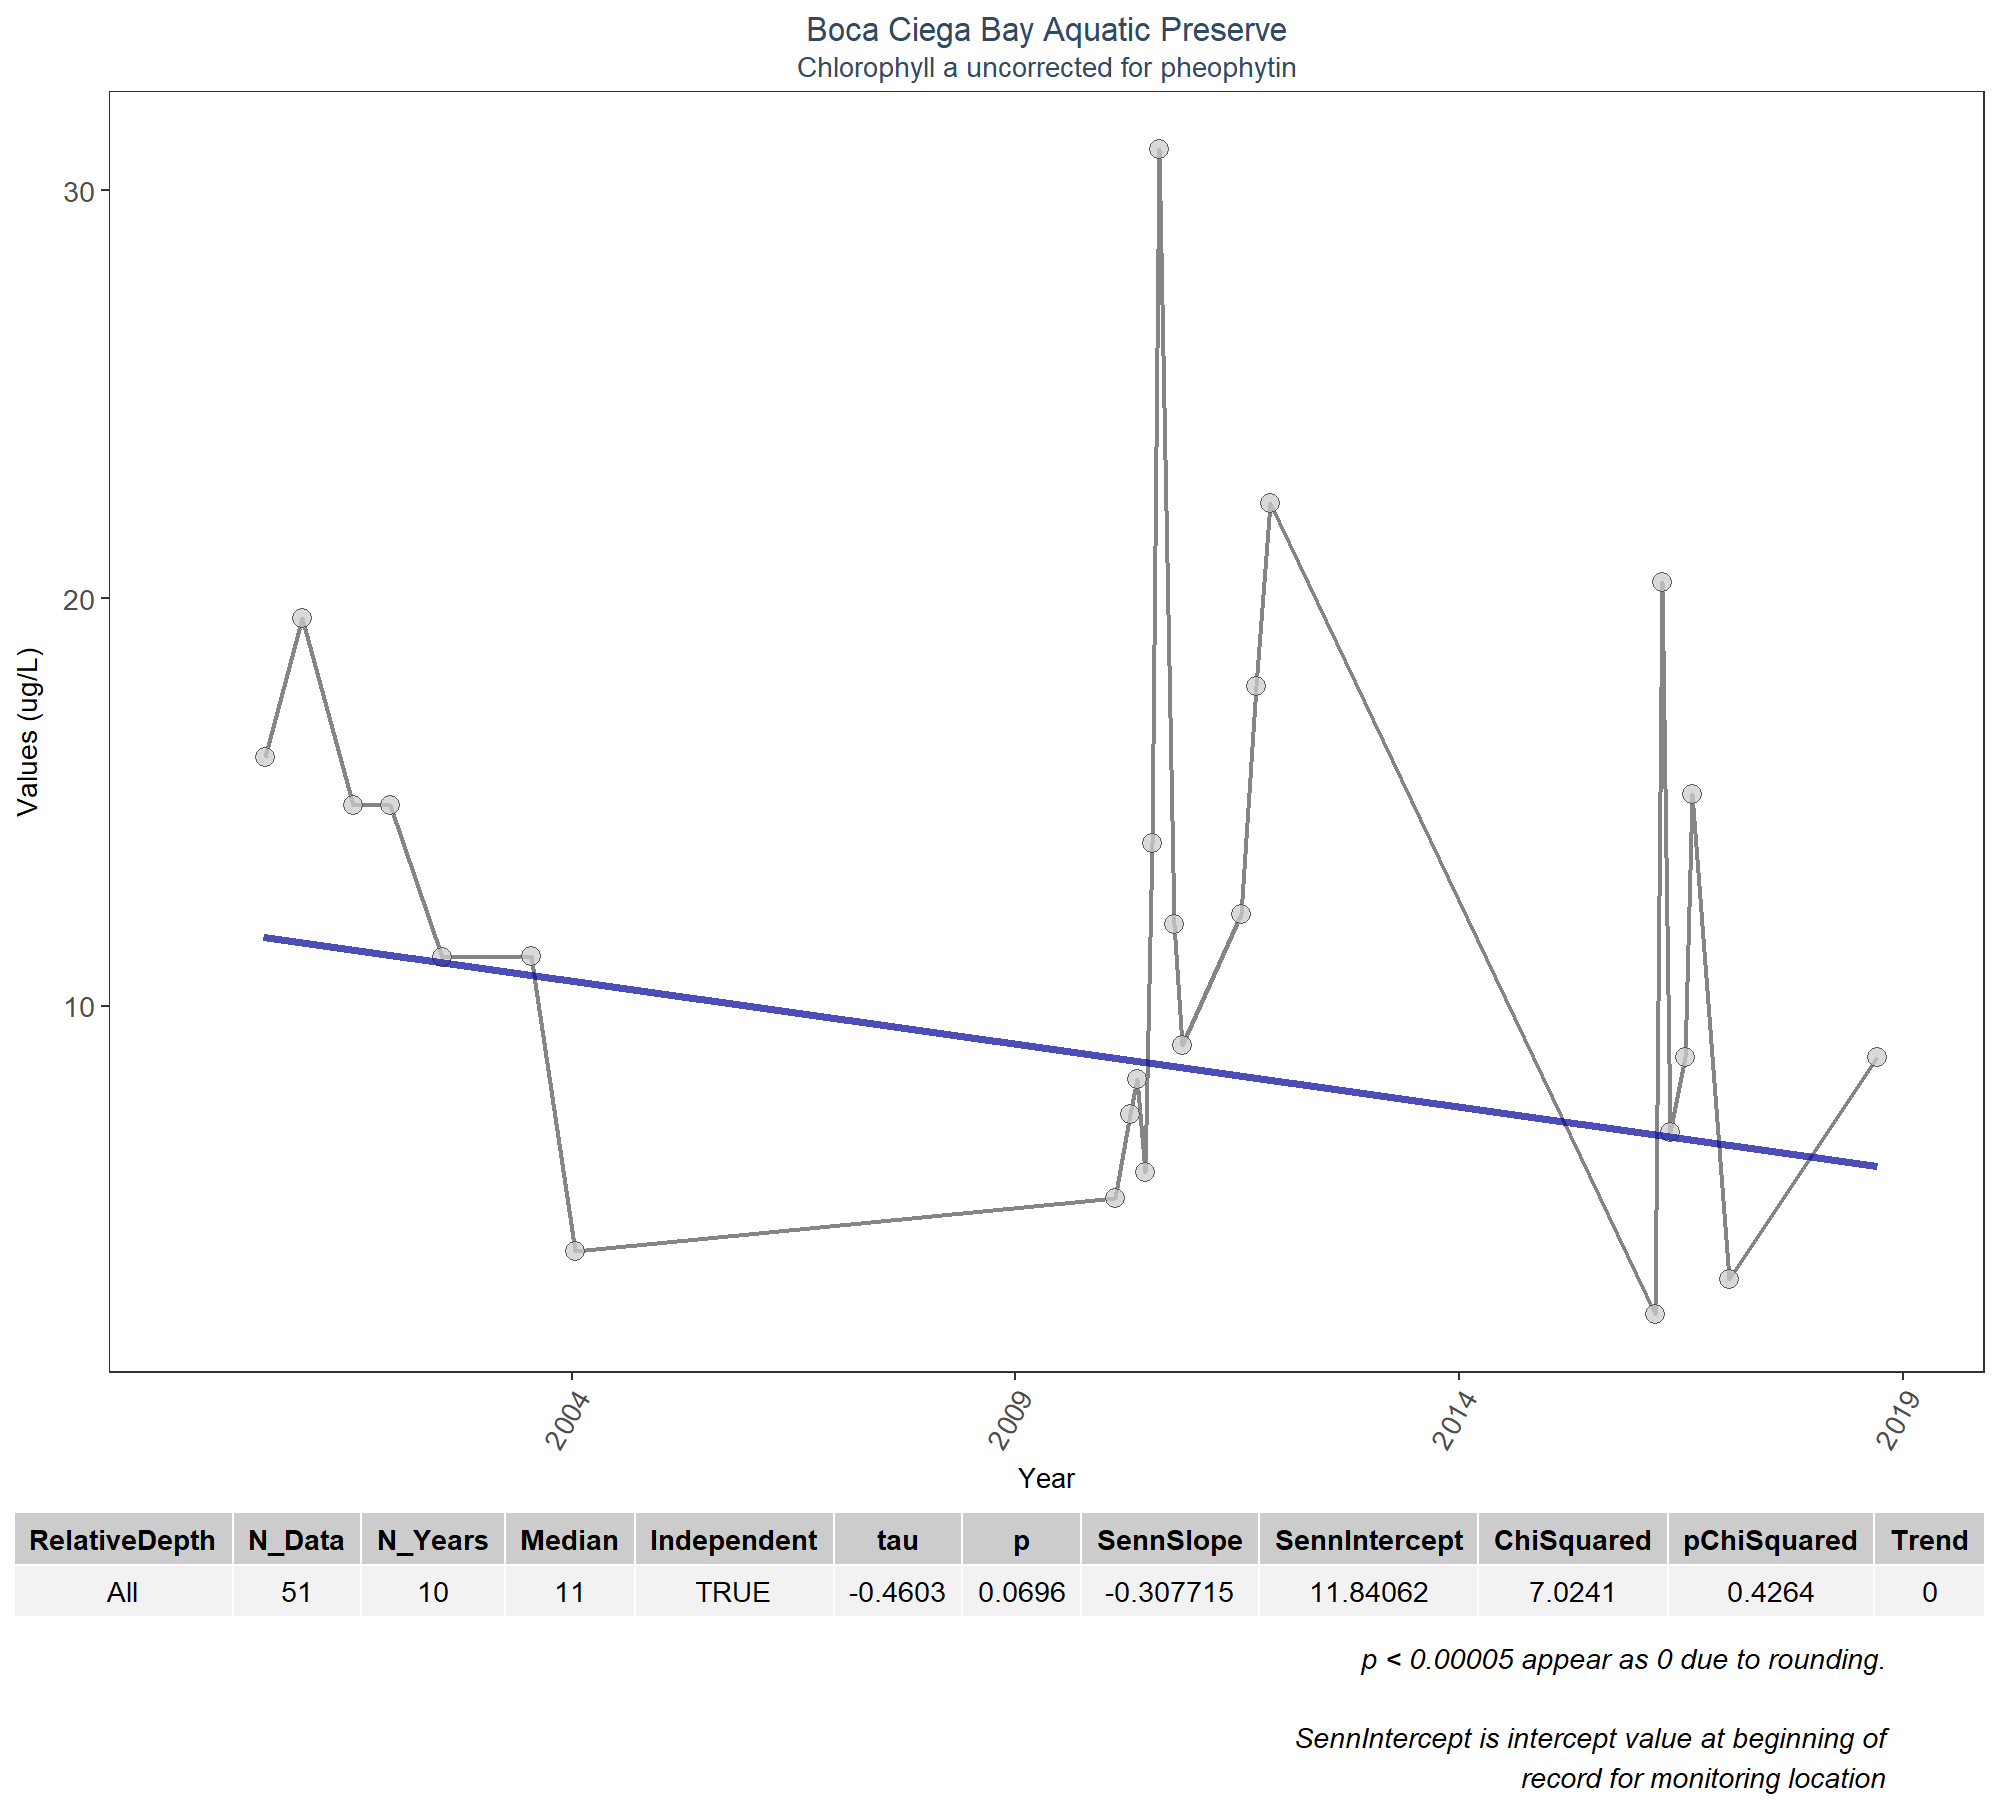 Boca Ciega Bay Aquatic Preserve
Chlorophyll a uncorrected for pheophytin
30
20
10
Values (ug/L)
2004 2009 2014 2019
Year
RelativeDepth N_Data N_Years Median Independent tau p SennSlope SennIntercept ChiSquared pChiSquared Trend
All 51 10 11 TRUE -0.4603 0.0696 -0.307715 11.84062 7.0241 0.4264 0
p < 0.00005 appear as 0 due to rounding.
SennIntercept is intercept value at beginning of
record for monitoring location